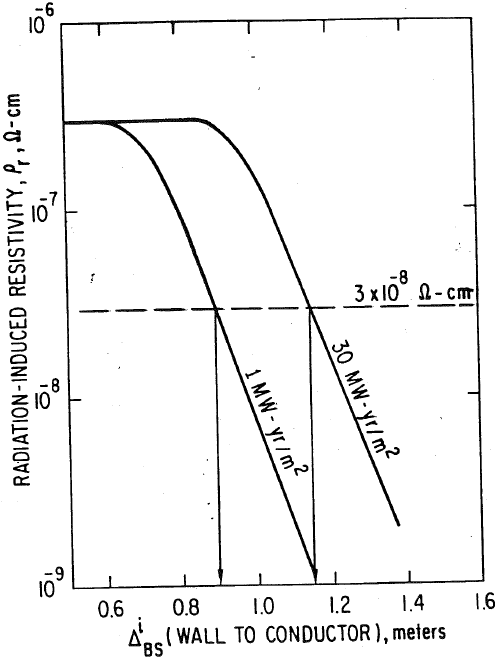 10⁻⁶
10⁻⁷
10⁻⁸
10⁻⁹
RADIATION-INDUCED RESISTIVITY, ρᵣ, Ω-cm
3 x10⁻⁸ Ω-cm
1 MW-yr/m²
30 MW-yr/m²
0.6 0.8 1.0 1.2 1.4 1.6
Δⁱ_BS (WALL TO CONDUCTOR), meters